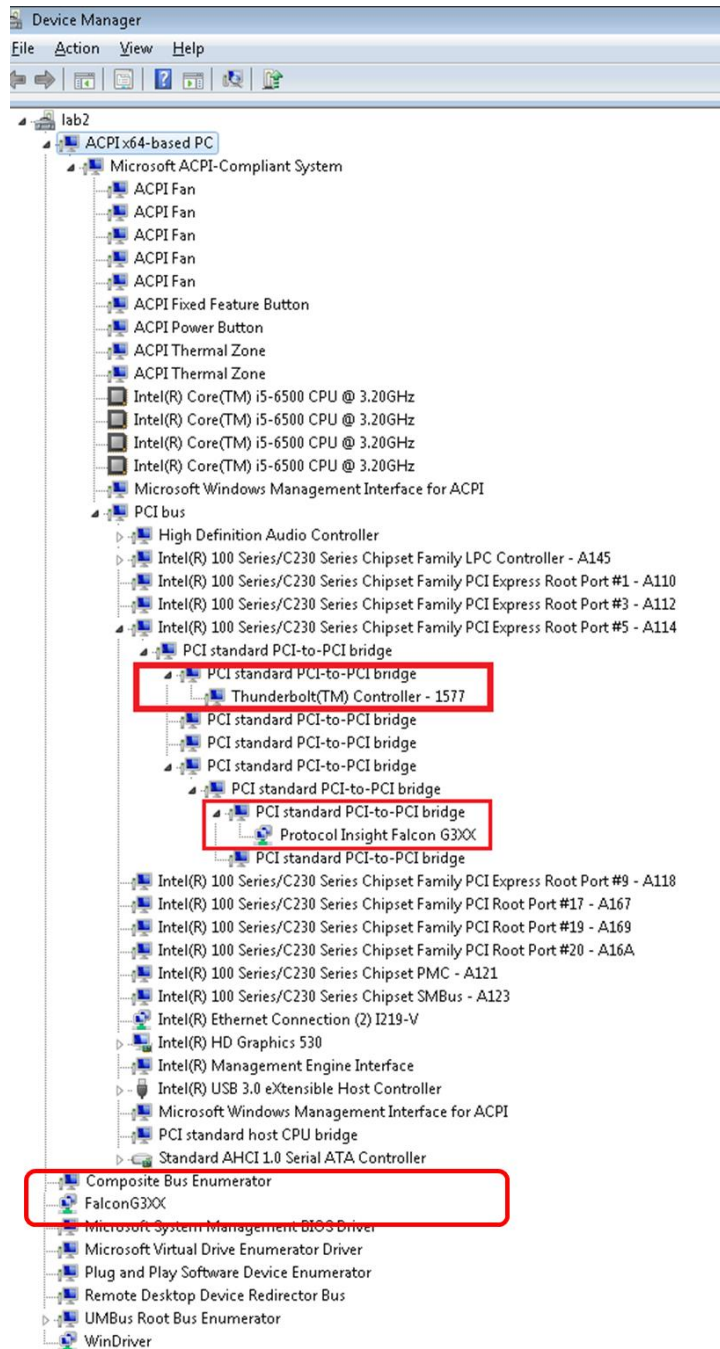 Device Manager
File Action View Help
lab2
ACPI x64-based PC
Microsoft ACPI-Compliant System
ACPI Fan
ACPI Fan
ACPI Fan
ACPI Fan
ACPI Fan
ACPI Fixed Feature Button
ACPI Power Button
ACPI Thermal Zone
ACPI Thermal Zone
Intel(R) Core(TM) i5-6500 CPU @ 3.20GHz
Intel(R) Core(TM) i5-6500 CPU @ 3.20GHz
Intel(R) Core(TM) i5-6500 CPU @ 3.20GHz
Intel(R) Core(TM) i5-6500 CPU @ 3.20GHz
Microsoft Windows Management Interface for ACPI
PCI bus
High Definition Audio Controller
Intel(R) 100 Series/C230 Series Chipset Family LPC Controller - A145
Intel(R) 100 Series/C230 Series Chipset Family PCI Express Root Port #1 - A110
Intel(R) 100 Series/C230 Series Chipset Family PCI Express Root Port #3 - A112
Intel(R) 100 Series/C230 Series Chipset Family PCI Express Root Port #5 - A114
PCI standard PCI-to-PCI bridge
PCI standard PCI-to-PCI bridge
Thunderbolt(TM) Controller - 1577
PCI standard PCI-to-PCI bridge
PCI standard PCI-to-PCI bridge
PCI standard PCI-to-PCI bridge
PCI standard PCI-to-PCI bridge
PCI standard PCI-to-PCI bridge
Protocol Insight Falcon G3XX
PCI standard PCI-to-PCI bridge
Intel(R) 100 Series/C230 Series Chipset Family PCI Express Root Port #9 - A118
Intel(R) 100 Series/C230 Series Chipset Family PCI Root Port #17 - A167
Intel(R) 100 Series/C230 Series Chipset Family PCI Root Port #19 - A169
Intel(R) 100 Series/C230 Series Chipset Family PCI Root Port #20 - A16A
Intel(R) 100 Series/C230 Series Chipset PMC - A121
Intel(R) 100 Series/C230 Series Chipset SMBus - A123
Intel(R) Ethernet Connection (2) I219-V
Intel(R) HD Graphics 530
Intel(R) Management Engine Interface
Intel(R) USB 3.0 eXtensible Host Controller
Microsoft Windows Management Interface for ACPI
PCI standard host CPU bridge
Standard AHCI 1.0 Serial ATA Controller
Composite Bus Enumerator
FalconG3XX
Microsoft System Management BIOS Driver
Microsoft Virtual Drive Enumerator Driver
Plug and Play Software Device Enumerator
Remote Desktop Device Redirector Bus
UMBus Root Bus Enumerator
WinDriver